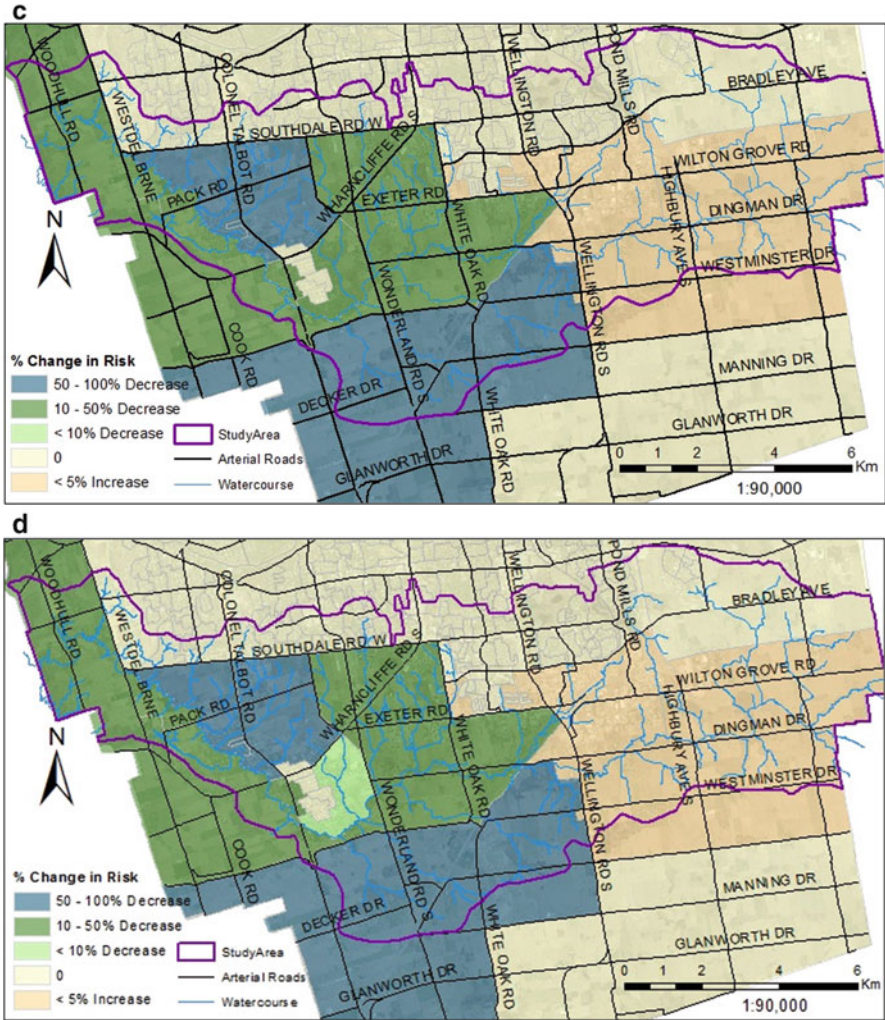 c
WOODHULL RD
WESTDEL BRNE
COLONEL TALBOT RD
SOUTHDALE RD W
WHARNCLIFFE RD S
WELLINGTON RD
POND MILLS RD
BRADLEY AVE
PACK RD
EXETER RD
WHITE OAK RD
WILTON GROVE RD
HIGHBURY AVE S
DINGMAN DR
WESTMINSTER DR
N
COOK RD
WONDERLAND RD S
WELLINGTON RD S
DECKER DR
MANNING DR
WHITE OAK RD
GLANWORTH DR
GLANWORTH DR
% Change in Risk
50 - 100% Decrease
10 - 50% Decrease
< 10% Decrease
0
< 5% Increase
StudyArea
Arterial Roads
Watercourse
0 1 2 4 6
Km
1:90,000
d
WOODHULL RD
WESTDEL BRNE
COLONEL TALBOT RD
SOUTHDALE RD W
WHARNCLIFFE RD S
WELLINGTON RD
POND MILLS RD
BRADLEY AVE
PACK RD
EXETER RD
WHITE OAK RD
WILTON GROVE RD
HIGHBURY AVE S
DINGMAN DR
WESTMINSTER DR
N
COOK RD
WONDERLAND RD S
WELLINGTON RD S
DECKER DR
MANNING DR
WHITE OAK RD
GLANWORTH DR
GLANWORTH DR
% Change in Risk
50 - 100% Decrease
10 - 50% Decrease
< 10% Decrease
0
< 5% Increase
StudyArea
Arterial Roads
Watercourse
0 1 2 4 6
Km
1:90,000